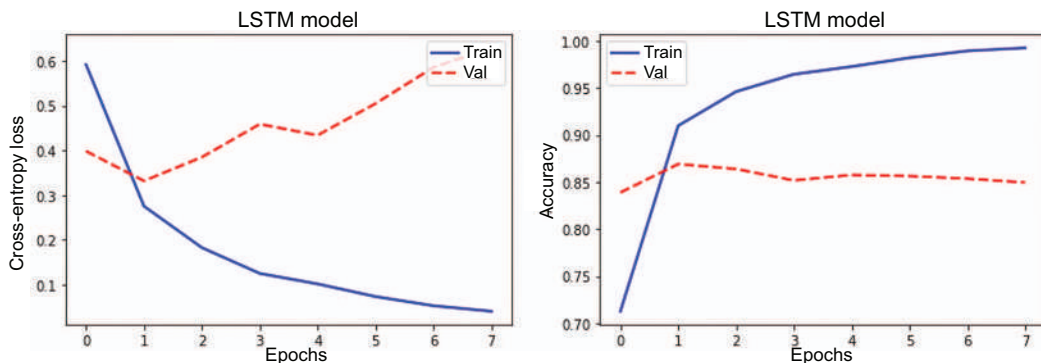 LSTM model
Cross-entropy loss
0.6
0.5
0.4
0.3
0.2
0.1
Train
Val
0 1 2 3 4 5 6 7
Epochs
LSTM model
Accuracy
1.00
0.95
0.90
0.85
0.80
0.75
0.70
Train
Val
0 1 2 3 4 5 6 7
Epochs